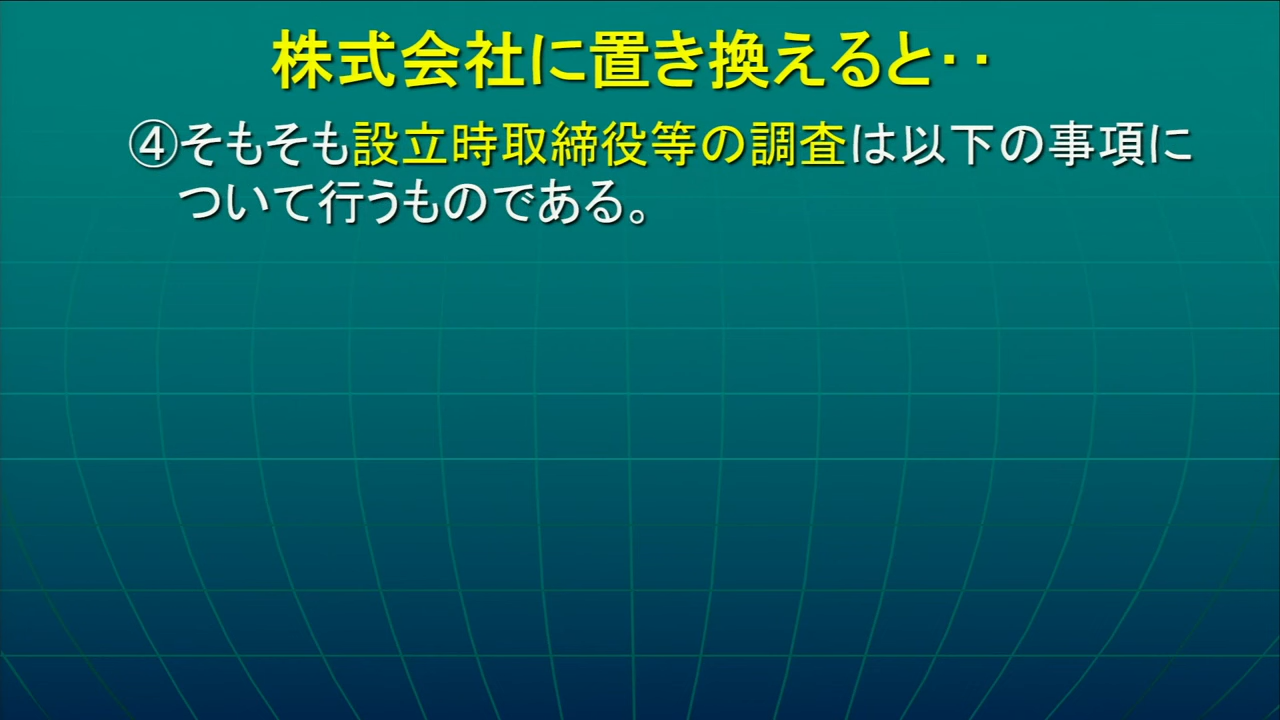 株式会社に置き換えると・・
④そもそも設立時取締役等の調査は以下の事項に
ついて行うものである。